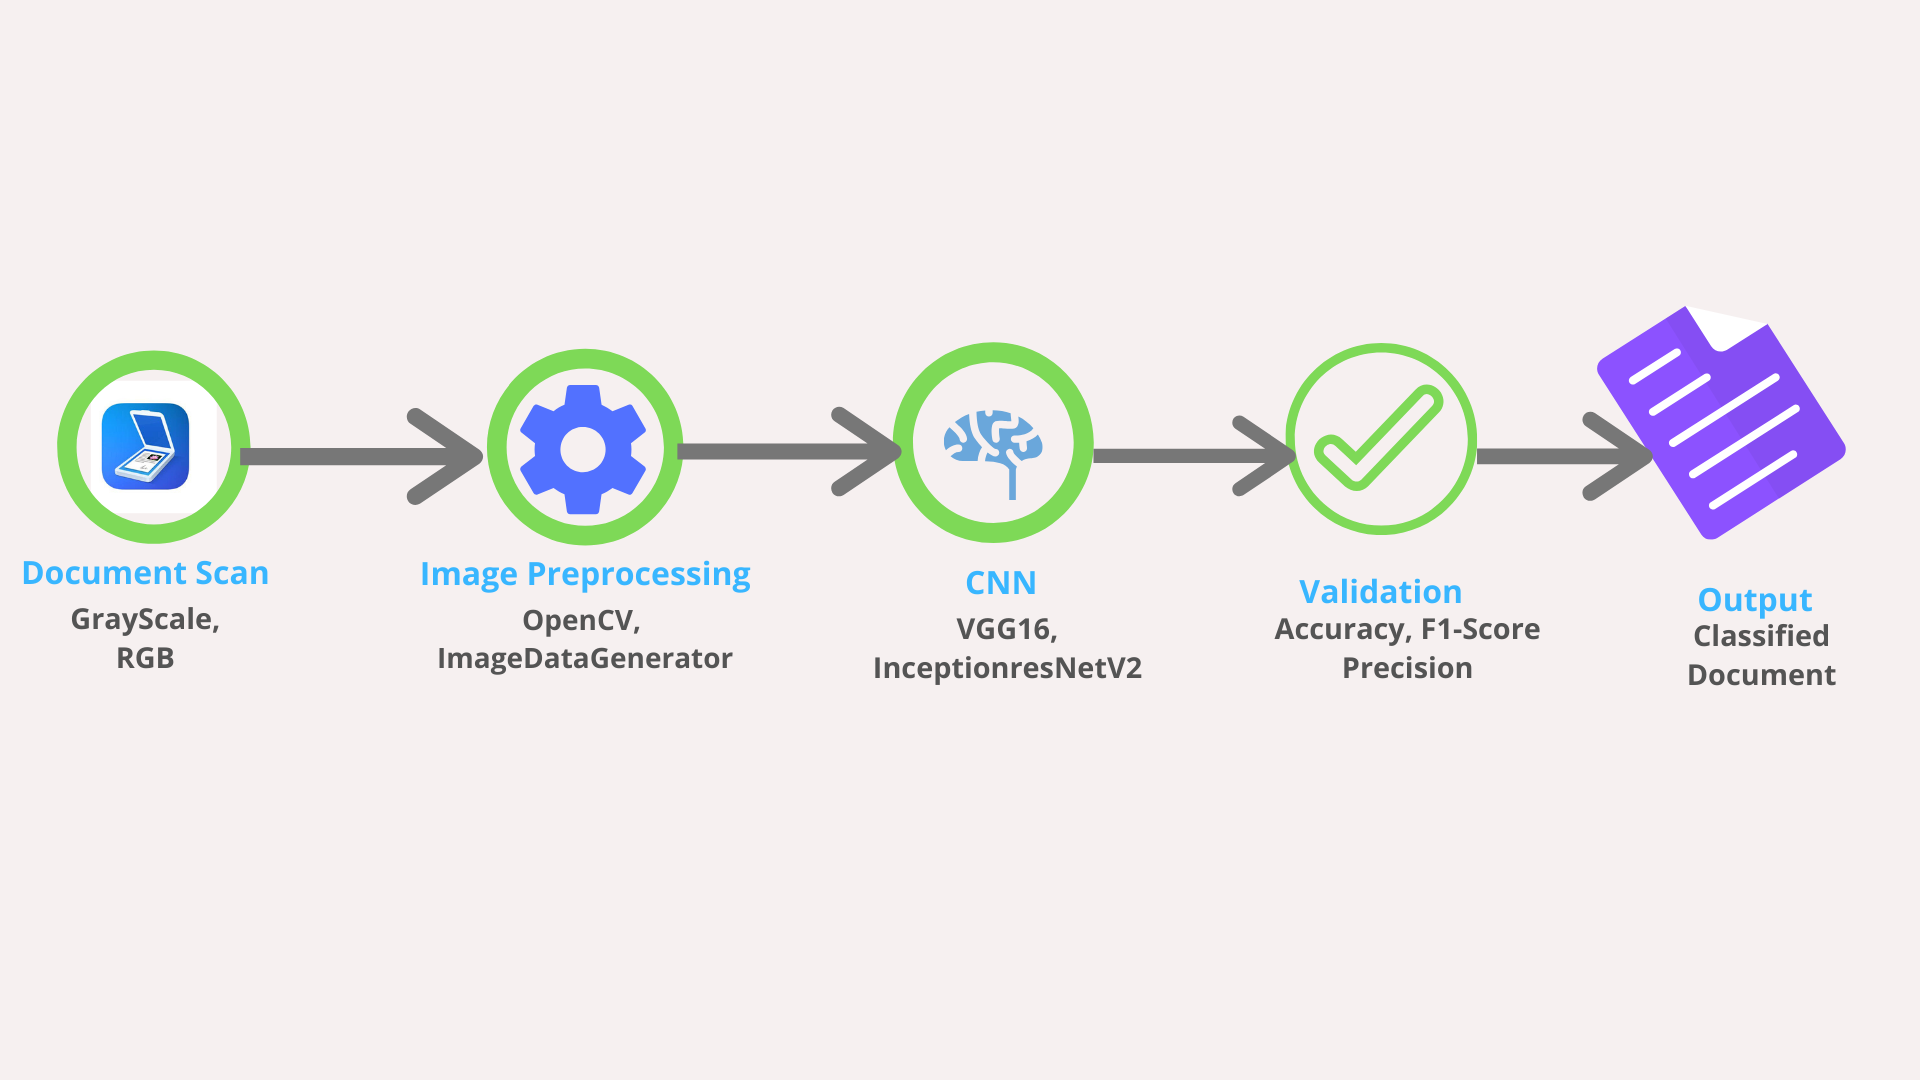 Document Scan
GrayScale,
RGB
Image Preprocessing
OpenCV,
ImageDataGenerator
CNN
VGG16,
InceptionresNetV2
Validation
Accuracy, F1-Score
Precision
Output
Classified
Document